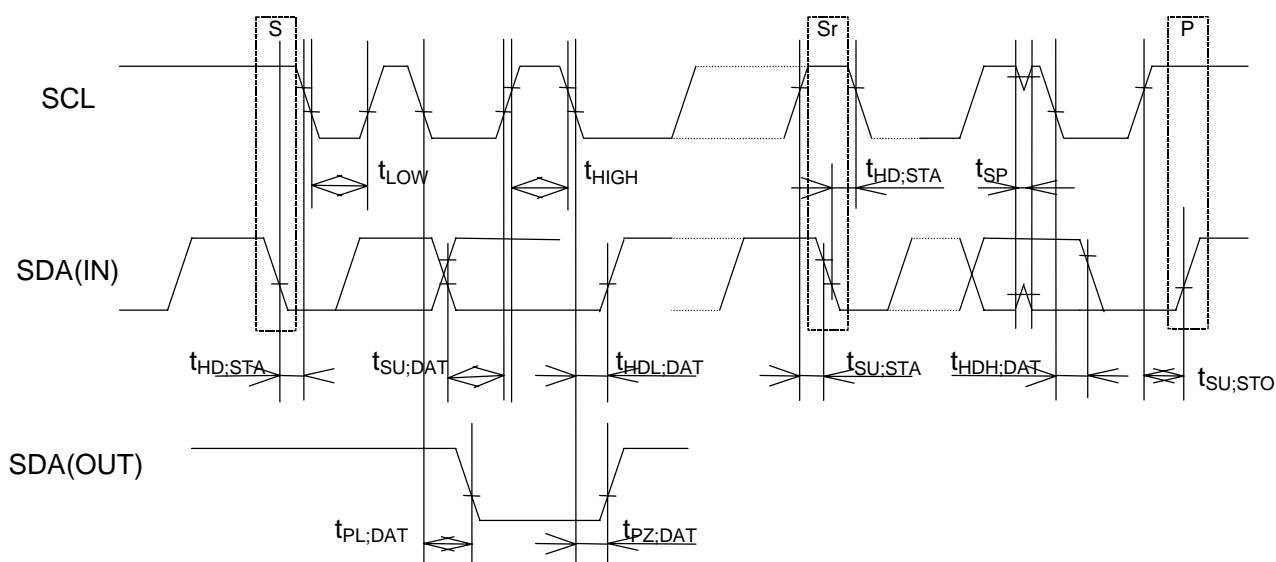 S Sr P
SCL
tLOW tHIGH tHD;STA tSP
SDA(IN)
tHD;STA tSU;DAT tHDL;DAT tSU;STA tHDH;DAT tSU;STO
SDA(OUT)
tPL;DAT tPZ;DAT